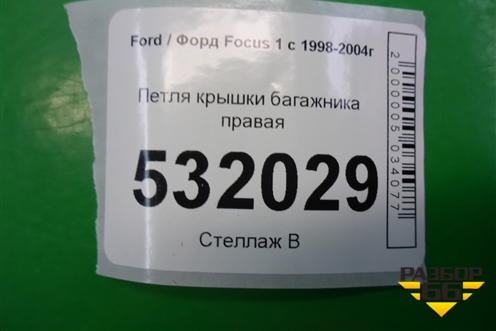 Ford / Форд Focus 1 с 1998-2004г
Петля крышки багажника
правая
532029
Стеллаж В
2000005034077
РАЗБОР
66